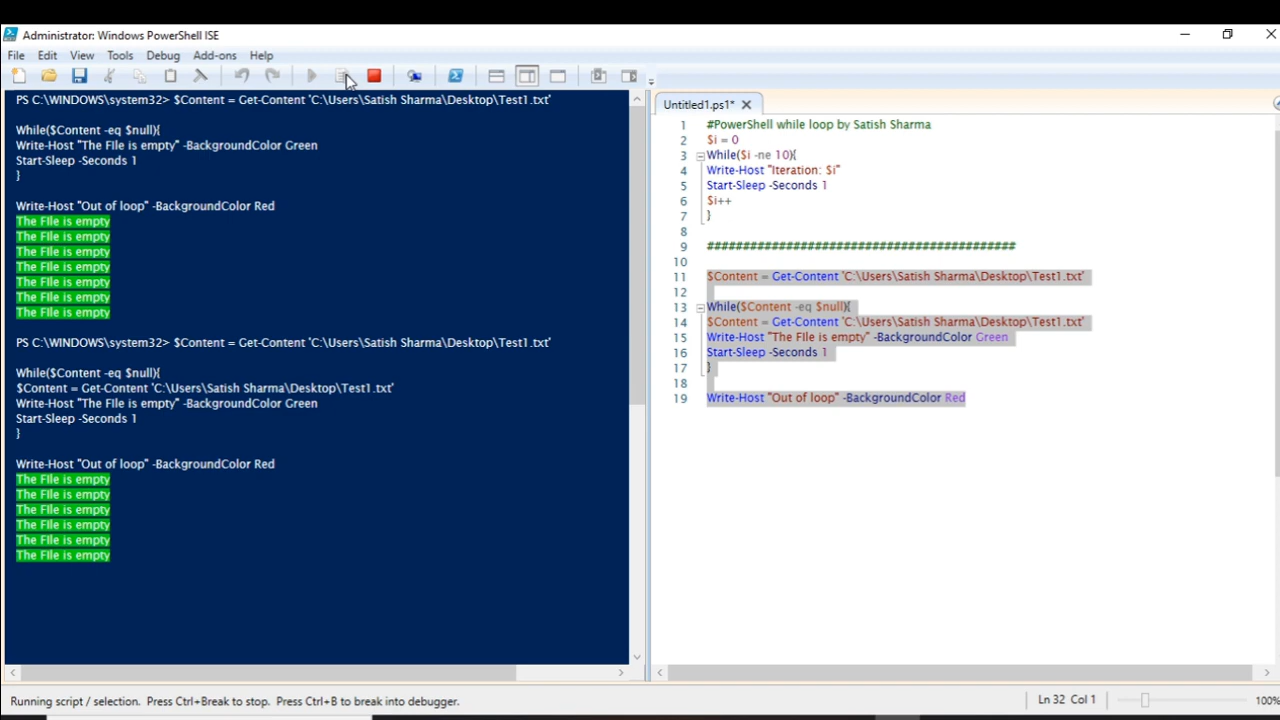 Administrator: Windows PowerShell ISE
File Edit View Tools Debug Add-ons Help
PS C:\WINDOWS\system32> $Content = Get-Content 'C:\Users\Satish Sharma\Desktop\Test1.txt'
While($Content -eq $null){
Write-Host "The FIle is empty" -BackgroundColor Green
Start-Sleep -Seconds 1
}
Write-Host "Out of loop" -BackgroundColor Red
The FIle is empty
The FIle is empty
The FIle is empty
The FIle is empty
The FIle is empty
The FIle is empty
The FIle is empty
PS C:\WINDOWS\system32> $Content = Get-Content 'C:\Users\Satish Sharma\Desktop\Test1.txt'
While($Content -eq $null){
$Content = Get-Content 'C:\Users\Satish Sharma\Desktop\Test1.txt'
Write-Host "The FIle is empty" -BackgroundColor Green
Start-Sleep -Seconds 1
}
Write-Host "Out of loop" -BackgroundColor Red
The FIle is empty
The FIle is empty
The FIle is empty
The FIle is empty
The FIle is empty
The FIle is empty
Untitled1.ps1*
1 #PowerShell while loop by Satish Sharma
2 $i = 0
3 While($i -ne 10){
4 Write-Host "Iteration: $i"
5 Start-Sleep -Seconds 1
6 $i++
7 }
8
9 ###########################################
10
11 $Content = Get-Content 'C:\Users\Satish Sharma\Desktop\Test1.txt'
12
13 While($Content -eq $null){
14 $Content = Get-Content 'C:\Users\Satish Sharma\Desktop\Test1.txt'
15 Write-Host "The FIle is empty" -BackgroundColor Green
16 Start-Sleep -Seconds 1
17 }
18
19 Write-Host "Out of loop" -BackgroundColor Red
Running script / selection. Press Ctrl+Break to stop. Press Ctrl+B to break into debugger.
Ln 32 Col 1
100%